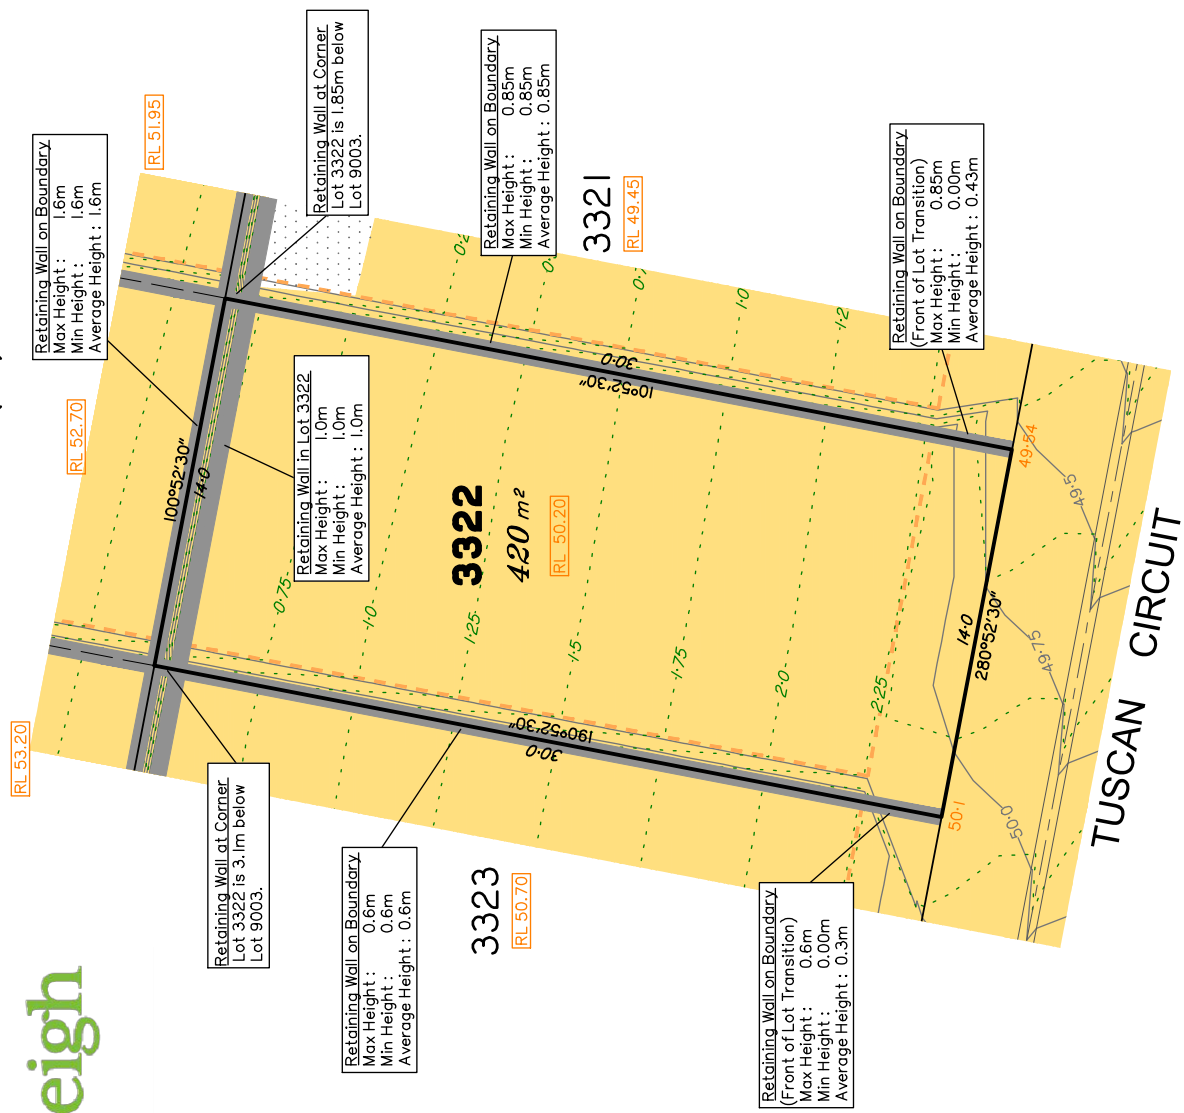 eigh
RL 53.20
RL 52.70
RL 51.95
Retaining Wall on Boundary
Max Height : 1.6m
Min Height : 1.6m
Average Height : 1.6m
Retaining Wall at Corner
Lot 3322 is 1.85m below
Lot 9003.
Retaining Wall on Boundary
Max Height : 0.85m
Min Height : 0.85m
Average Height : 0.85m
3321
RL 49.45
Retaining Wall on Boundary
(Front of Lot Transition)
Max Height : 0.85m
Min Height : 0.00m
Average Height : 0.43m
100°52'30"
14·0
Retaining Wall in Lot 3322
Max Height : 1.0m
Min Height : 1.0m
Average Height : 1.0m
3322
420 m²
RL 50.20
30·0
10°52'30"
0·75
1·0
1·25
1·5
1·75
2·0
2·25
1·0
1·2
190°52'30"
30·0
Retaining Wall at Corner
Lot 3322 is 3.1m below
Lot 9003.
Retaining Wall on Boundary
Max Height : 0.6m
Min Height : 0.6m
Average Height : 0.6m
3323
RL 50.70
Retaining Wall on Boundary
(Front of Lot Transition)
Max Height : 0.6m
Min Height : 0.00m
Average Height : 0.3m
14·0
280°52'30"
50·1
49·54
50·0
49·75
49·5
TUSCAN CIRCUIT